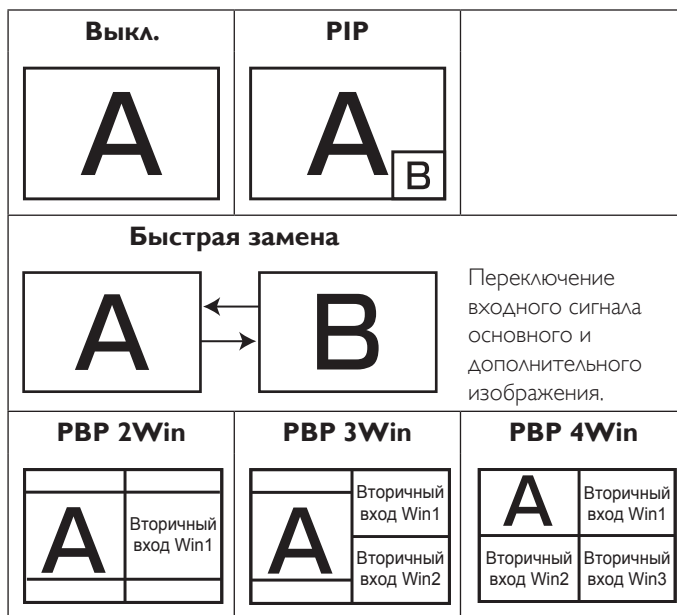 Выкл.
PIP
A
A
B
Быстрая замена
A
B
Переключение
входного сигнала
основного и
дополнительного
изображения.
PBP 2Win
PBP 3Win
PBP 4Win
A
Вторичный
вход Win1
A
Вторичный
вход Win1
Вторичный
вход Win2
A
Вторичный
вход Win1
Вторичный
вход Win2
Вторичный
вход Win3